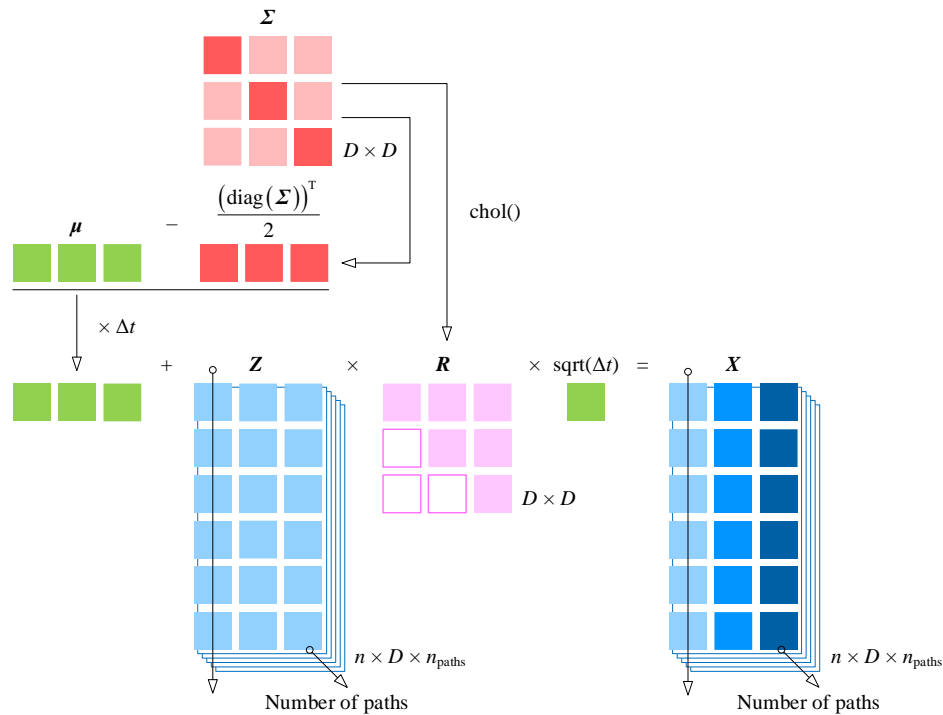 Σ
D × D
(diag(Σ))ᵀ
2
μ −
chol()
× Δt
+ Z × R × sqrt(Δt) = X
D × D
n × D × n_paths
n × D × n_paths
Number of paths
Number of paths